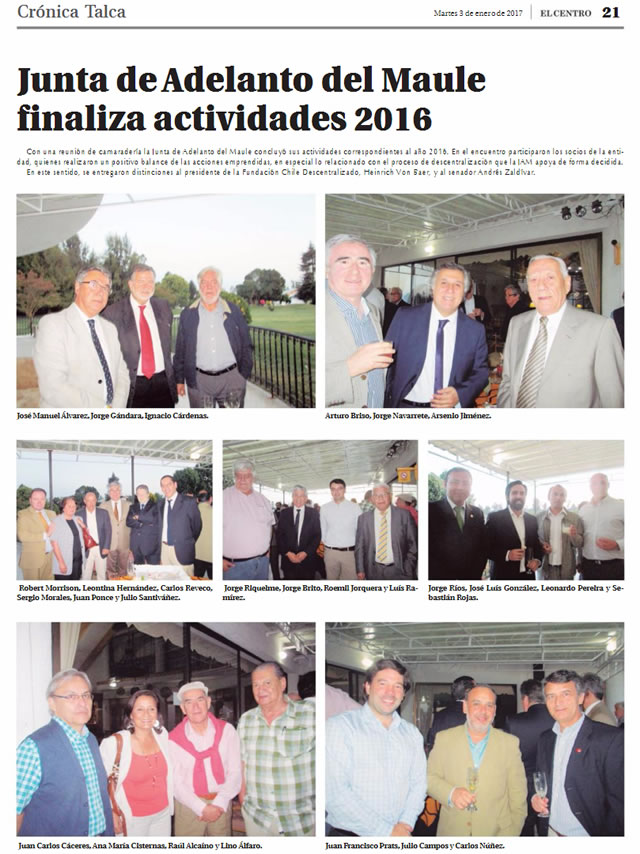 Crónica Talca
Martes 3 de enero de 2017 EL CENTRO 21
Junta de Adelanto del Maule
finaliza actividades 2016
Con una reunión de camaradería la Junta de Adelanto del Maule concluyó sus actividades correspondientes al año 2016. En el encuentro participaron los socios de la enti-
dad, quienes realizaron un positivo balance de las acciones emprendidas, en especial lo relacionado con el proceso de descentralización que la JAM apoya de forma decidida.
En este sentido, se entregaron distinciones al presidente de la Fundación Chile Descentralizado, Heinrich Von Baer, y al senador Andrés Zaldívar.
José Manuel Álvarez, Jorge Gándara, Ignacio Cárdenas.
Arturo Briso, Jorge Navarrete, Arsenio Jiménez.
Robert Morrison, Leontina Hernández, Carlos Reveco,
Sergio Morales, Juan Ponce y Julio Santiváñez.
Jorge Riquelme, Jorge Brito, Roemil Jorquera y Luis Ra-
mírez.
Jorge Ríos, José Luis González, Leonardo Pereira y Se-
bastián Rojas.
Juan Carlos Cáceres, Ana María Cisternas, Raúl Alcaíno y Lino Álfaro.
Juan Francisco Prats, Julio Campos y Carlos Núñez.